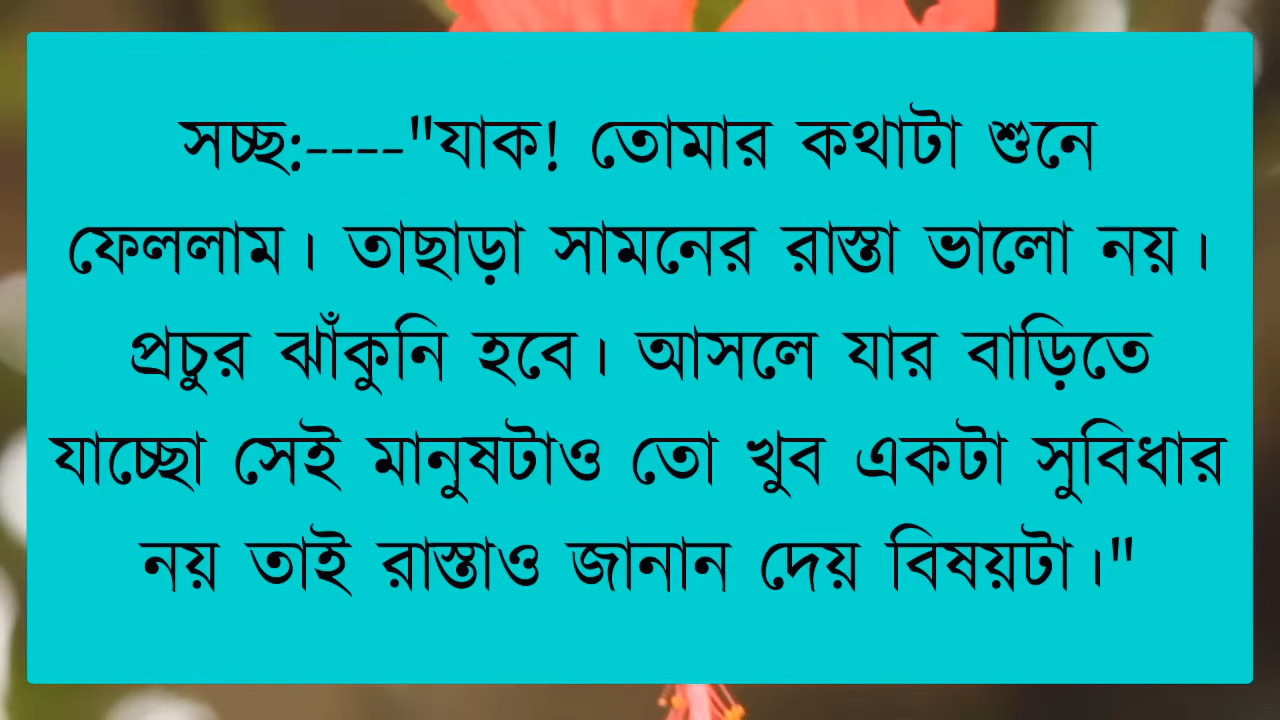 সচ্ছ:----"যাক! তোমার কথাটা শুনে
ফেললাম। তাছাড়া সামনের রাস্তা ভালো নয়।
প্রচুর ঝাঁকুনি হবে। আসলে যার বাড়িতে
যাচ্ছো সেই মানুষটাও তো খুব একটা সুবিধার
নয় তাই রাস্তাও জানান দেয় বিষয়টা।"